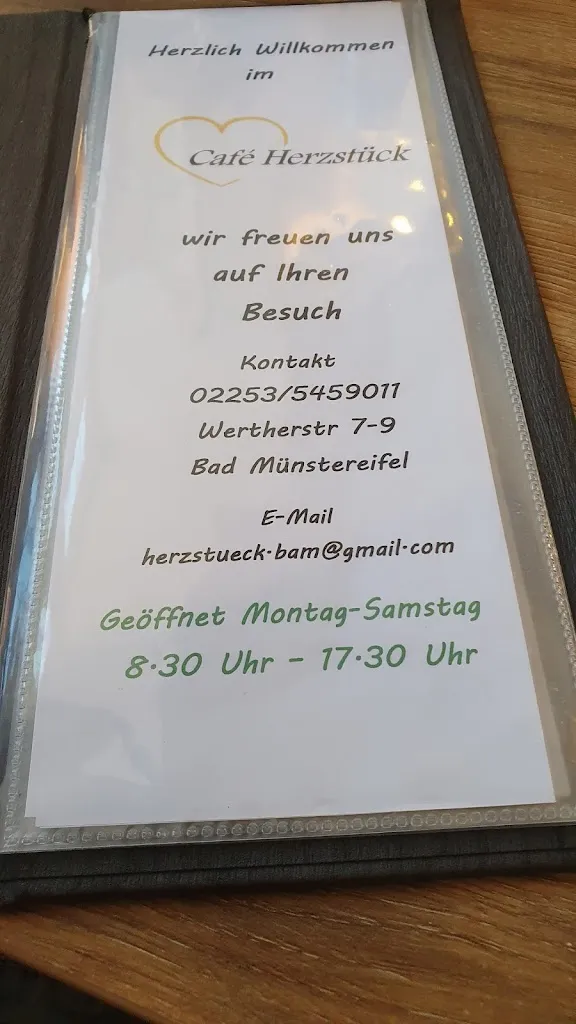 Herzlich Willkommen
im
Café Herzstück
wir freuen uns
auf Ihren
Besuch
Kontakt
02253/5459011
Wertherstr 7-9
Bad Münstereifel
E-Mail
herzstueck.bam@gmail.com
Geöffnet Montag-Samstag
8.30 Uhr - 17.30 Uhr